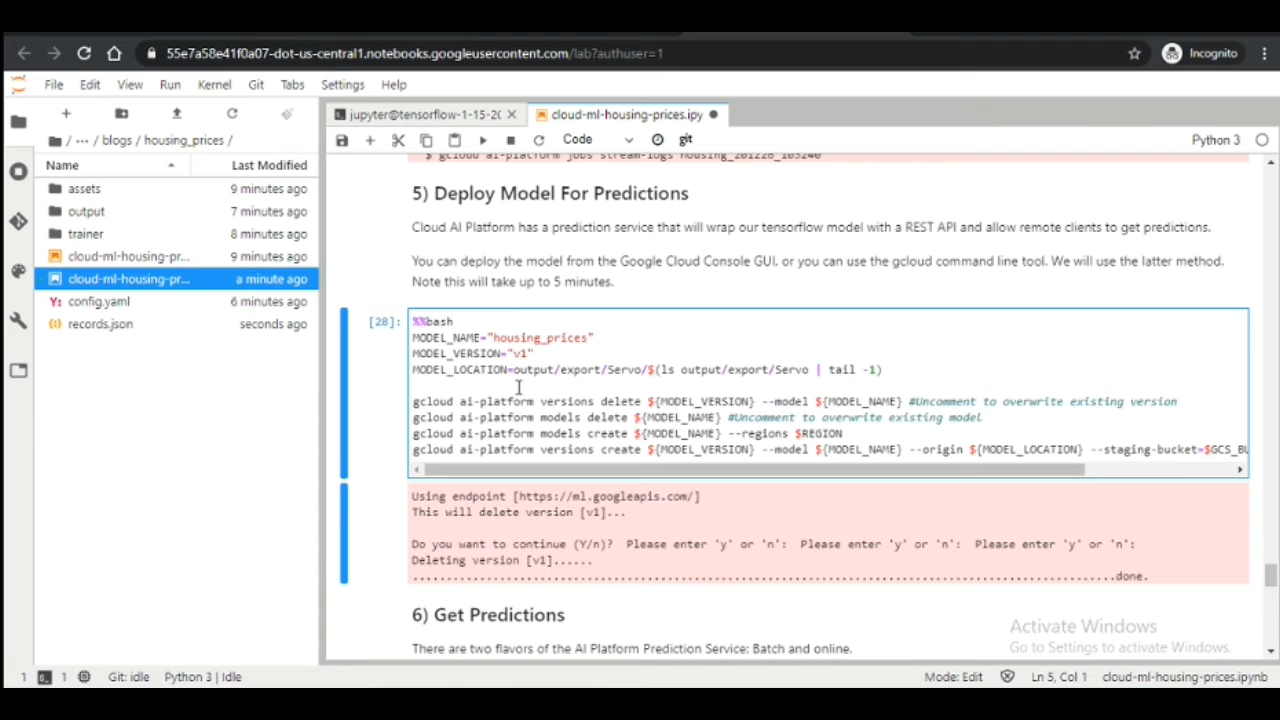 55e7a58e41f0a07-dot-us-central1.notebooks.googleusercontent.com/lab?authuser=1
Incognito
File Edit View Run Kernel Git Tabs Settings Help
jupyter@tensorflow-1-15-20
cloud-ml-housing-prices.ipy
/ ··· / blogs / housing_prices /
Code
git
Python 3
Name Last Modified
assets 9 minutes ago
output 7 minutes ago
trainer 8 minutes ago
cloud-ml-housing-pr... 9 minutes ago
cloud-ml-housing-pr... a minute ago
Y: config.yaml 6 minutes ago
{:} records.json seconds ago
$ gcloud ai-platform jobs stream-logs housing_201228_103240
5) Deploy Model For Predictions
Cloud AI Platform has a prediction service that will wrap our tensorflow model with a REST API and allow remote clients to get predictions.
You can deploy the model from the Google Cloud Console GUI, or you can use the gcloud command line tool. We will use the latter method.
Note this will take up to 5 minutes.
[28]:
%%bash
MODEL_NAME="housing_prices"
MODEL_VERSION="v1"
MODEL_LOCATION=output/export/Servo/$(ls output/export/Servo | tail -1)
gcloud ai-platform versions delete ${MODEL_VERSION} --model ${MODEL_NAME} #Uncomment to overwrite existing version
gcloud ai-platform models delete ${MODEL_NAME} #Uncomment to overwrite existing model
gcloud ai-platform models create ${MODEL_NAME} --regions $REGION
gcloud ai-platform versions create ${MODEL_VERSION} --model ${MODEL_NAME} --origin ${MODEL_LOCATION} --staging-bucket=$GCS_BU
Using endpoint [https://ml.googleapis.com/]
This will delete version [v1]...
Do you want to continue (Y/n)?  Please enter 'y' or 'n':  Please enter 'y' or 'n':  Please enter 'y' or 'n':
Deleting version [v1]......
.........................................................................................................done.
6) Get Predictions
There are two flavors of the AI Platform Prediction Service: Batch and online.
Activate Windows
Go to Settings to activate Windows.
1 1 Git: idle Python 3 | Idle Mode: Edit Ln 5, Col 1 cloud-ml-housing-prices.ipynb